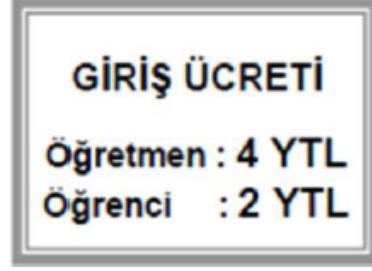 GİRİŞ ÜCRETİ
Öğretmen : 4 YTL
Öğrenci : 2 YTL